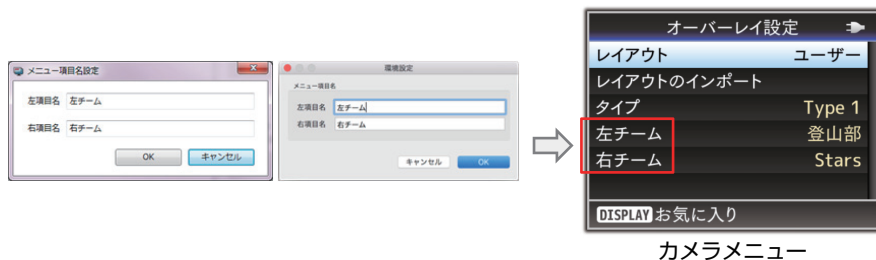 メニュー項目名設定
左項目名 左チーム
右項目名 右チーム
OK キャンセル
環境設定
メニュー項目名
左項目名 左チーム
右項目名 右チーム
キャンセル OK
オーバーレイ設定
レイアウト ユーザー
レイアウトのインポート
タイプ Type 1
左チーム 登山部
右チーム Stars
DISPLAY お気に入り
カメラメニュー